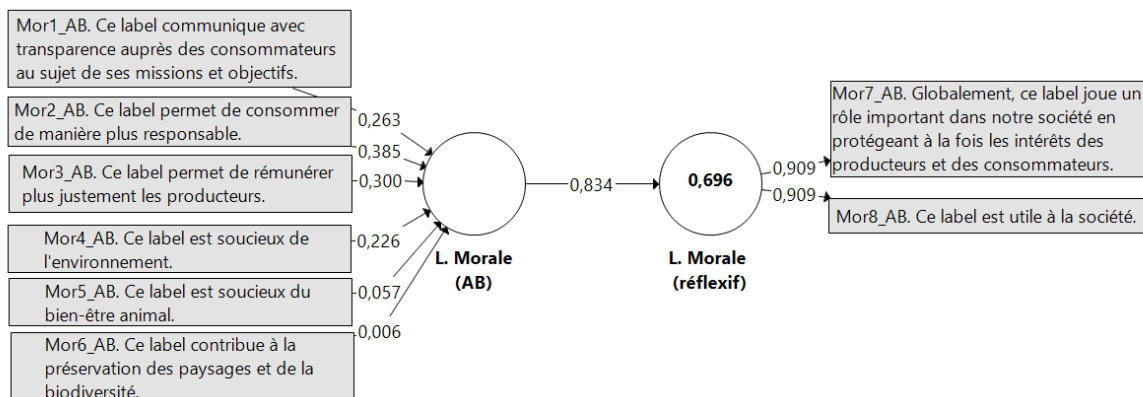 Mor1_AB. Ce label communique avec
transparence auprès des consommateurs
au sujet de ses missions et objectifs.
Mor2_AB. Ce label permet de consommer
de manière plus responsable.
Mor3_AB. Ce label permet de rémunérer
plus justement les producteurs.
Mor4_AB. Ce label est soucieux de
l'environnement.
Mor5_AB. Ce label est soucieux du
bien-être animal.
Mor6_AB. Ce label contribue à la
préservation des paysages et de la
biodiversité.
0,263
0,385
0,300
0,226
0,057
0,006
L. Morale
(AB)
0,834
0,696
L. Morale
(réflexif)
0,909
0,909
Mor7_AB. Globalement, ce label joue un
rôle important dans notre société en
protégeant à la fois les intérêts des
producteurs et des consommateurs.
Mor8_AB. Ce label est utile à la société.